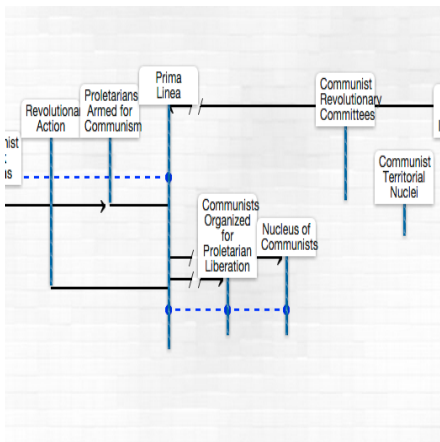 Prima
Linea
Proletarians
Armed for
Communism
Revolutionary
Action
Communist
Revolutionary
Committees
Communist
Territorial
Nuclei
Communists
Organized
for
Proletarian
Liberation
Nucleus of
Communists